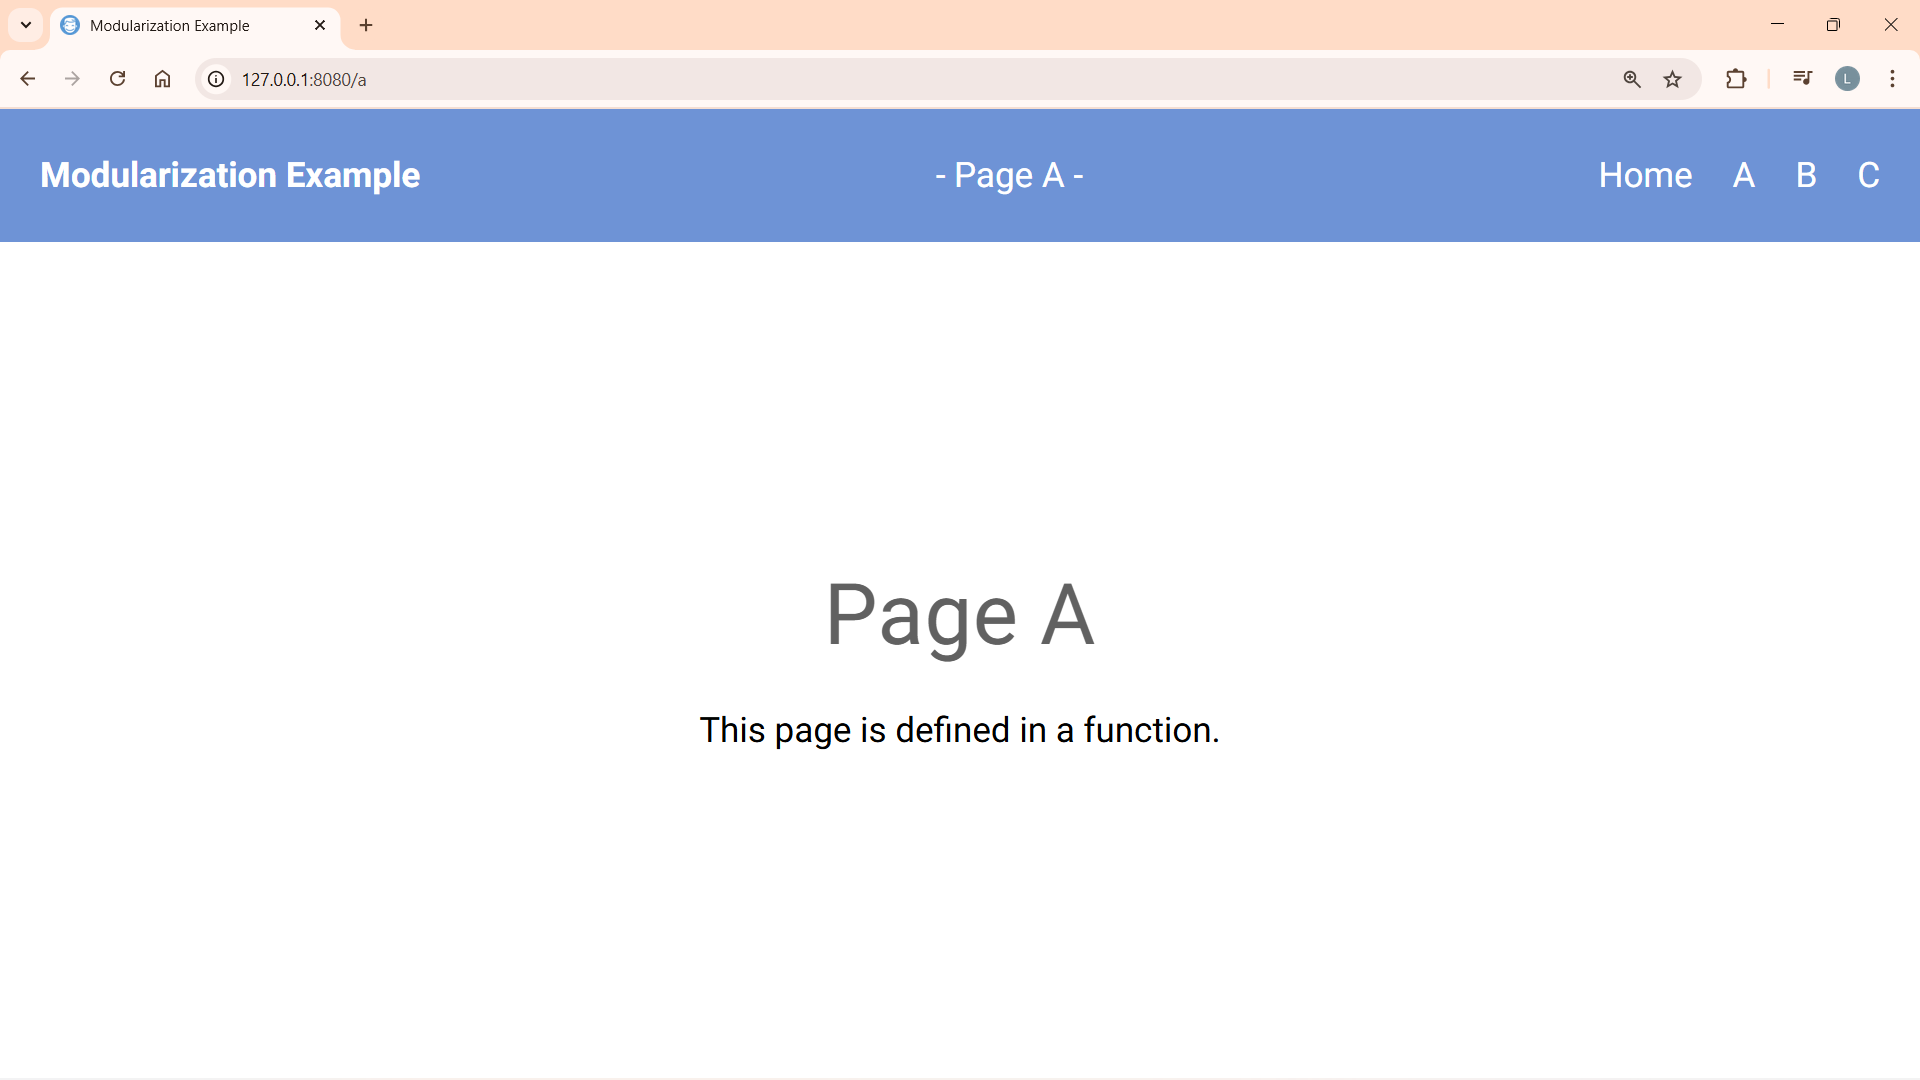 Modularization Example
127.0.0.1:8080/a
L
Modularization Example
- Page A -
Home A B C
Page A
This page is defined in a function.